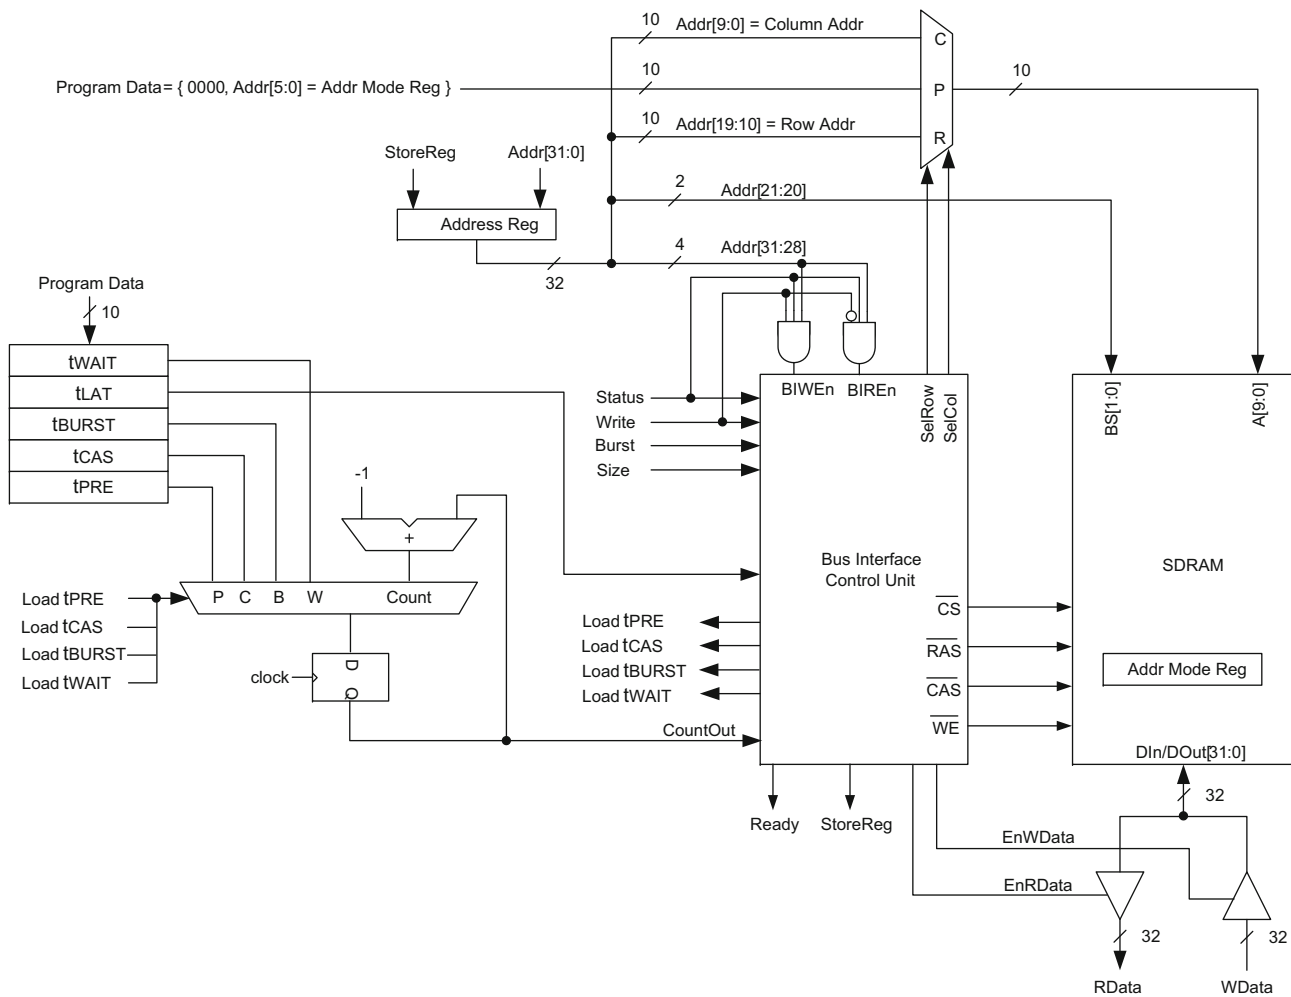 10 Addr[9:0] = Column Addr
C
Program Data= { 0000, Addr[5:0] = Addr Mode Reg }
10
P
10
10 Addr[19:10] = Row Addr
R
StoreReg
Addr[31:0]
Address Reg
32
2 Addr[21:20]
4 Addr[31:28]
Program Data
10
tWAIT
tLAT
tBURST
tCAS
tPRE
-1
+
P C B W Count
Load tPRE
Load tCAS
Load tBURST
Load tWAIT
clock
D
Q
Status
Write
Burst
Size
BIWEn
BIREn
SelRow
SelCol
Bus Interface
Control Unit
Load tPRE
Load tCAS
Load tBURST
Load tWAIT
CountOut
CS
RAS
CAS
WE
Ready
StoreReg
BS[1:0]
A[9:0]
SDRAM
Addr Mode Reg
DIn/DOut[31:0]
32
EnWData
EnRData
32
32
RData
WData